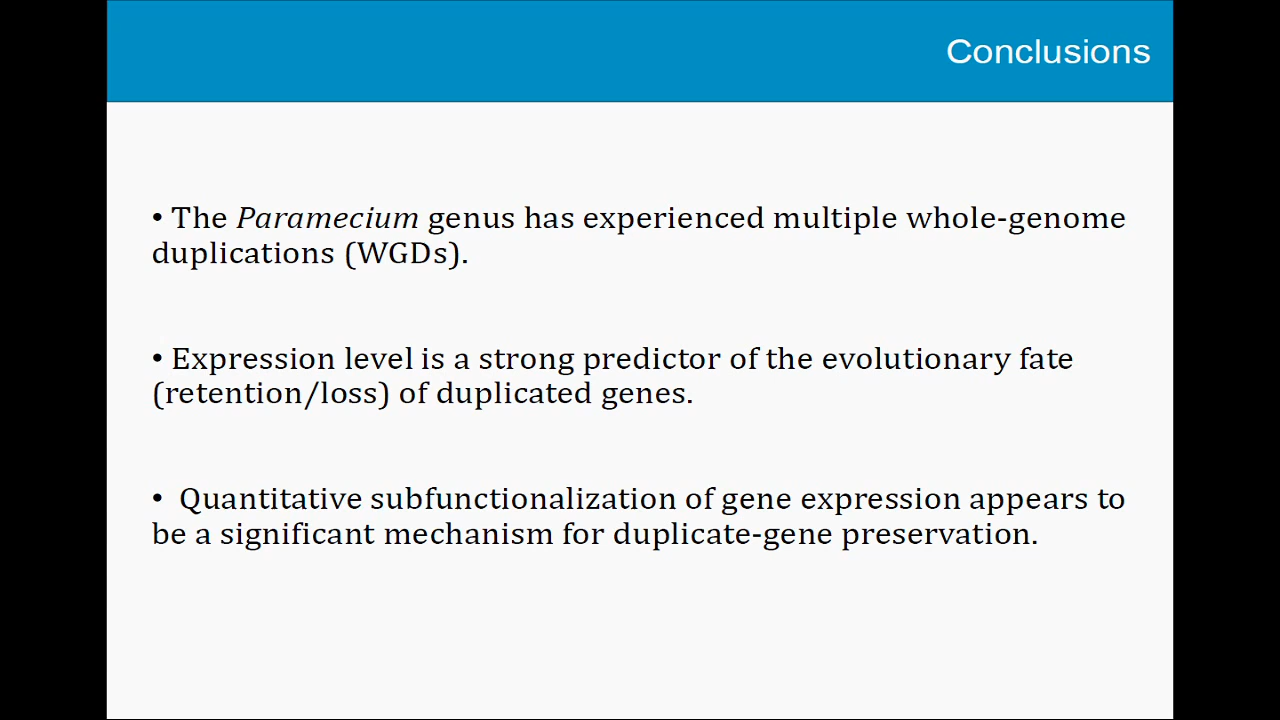 Conclusions
• The Paramecium genus has experienced multiple whole-genome
duplications (WGDs).
• Expression level is a strong predictor of the evolutionary fate
(retention/loss) of duplicated genes.
• Quantitative subfunctionalization of gene expression appears to
be a significant mechanism for duplicate-gene preservation.